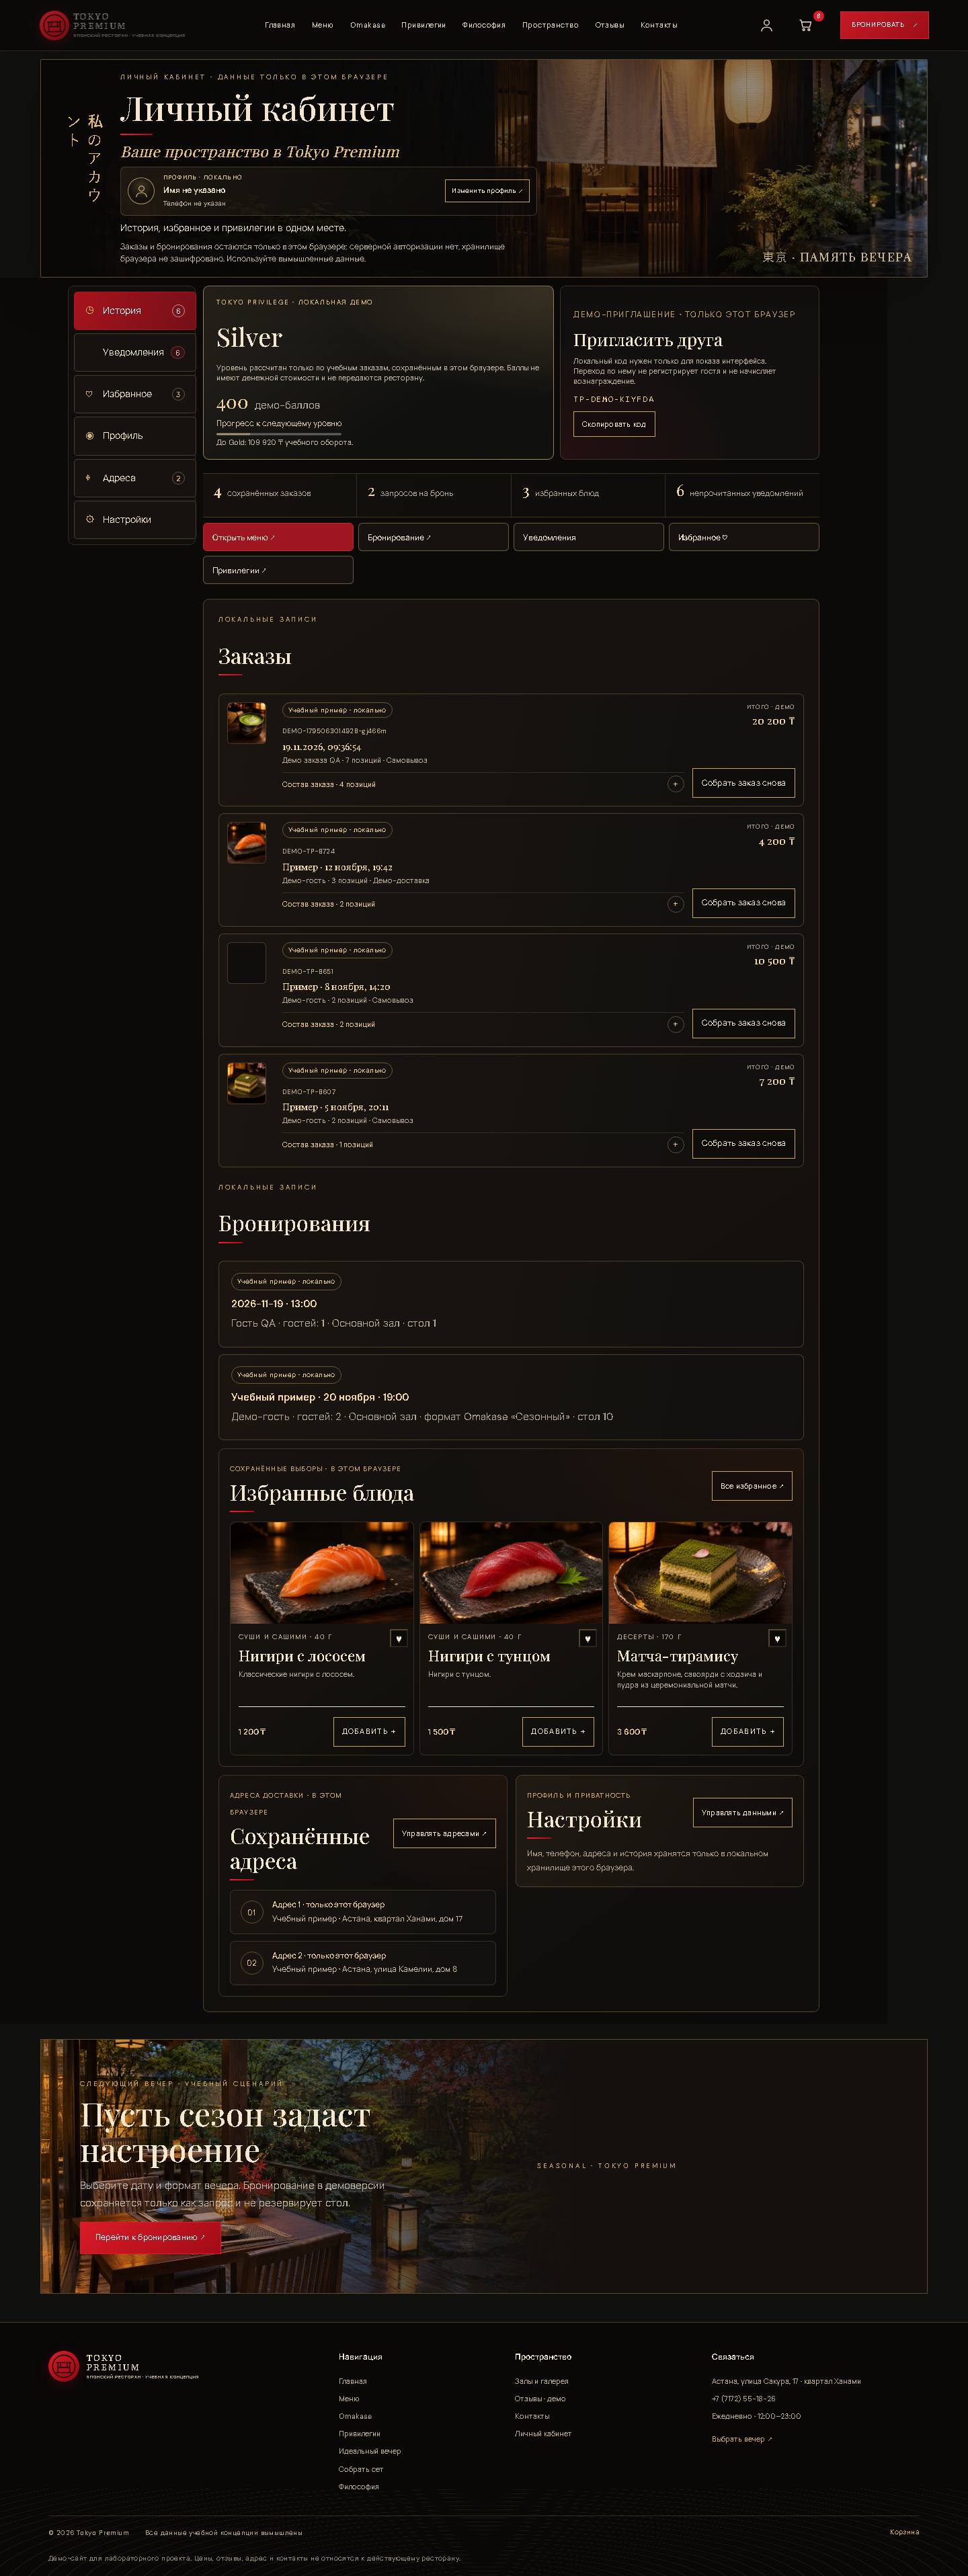 TOKYO
PREMIUM
ЯПОНСКИЙ РЕСТОРАН · УЧЕБНАЯ КОНЦЕПЦИЯ
Главная
Меню
Omakase
Привилегии
Философия
Пространство
Отзывы
Контакты
БРОНИРОВАТЬ ↗
ЛИЧНЫЙ КАБИНЕТ · ДАННЫЕ ТОЛЬКО В ЭТОМ БРАУЗЕРЕ
私のアカウ
ント
Личный кабинет
Ваше пространство в Tokyo Premium
ПРОФИЛЬ · ЛОКАЛЬНО
Имя не указано
Телефон не указан
Изменить профиль ↗
История, избранное и привилегии в одном месте.
Заказы и бронирования остаются только в этом браузере; серверной авторизации нет, хранилище
браузера не зашифровано. Используйте вымышленные данные.
東京 · ПАМЯТЬ ВЕЧЕРА
История 6
Уведомления 6
Избранное 3
Профиль
Адреса 2
Настройки
TOKYO PRIVILEGE · ЛОКАЛЬНАЯ ДЕМО
Silver
Уровень рассчитан только по учебным заказам, сохранённым в этом браузере. Баллы не
имеют денежной стоимости и не передаются ресторану.
400 демо-баллов
Прогресс к следующему уровню
До Gold: 109 920 ₸ учебного оборота.
ДЕМО-ПРИГЛАШЕНИЕ · ТОЛЬКО ЭТОТ БРАУЗЕР
Пригласить друга
Локальный код нужен только для показа интерфейса.
Переход по нему не регистрирует гостя и не начисляет
вознаграждение.
TP-DEMO-KIYFDA
Скопировать код
4 сохранённых заказов
2 запросов на бронь
3 избранных блюд
6 непрочитанных уведомлений
Открыть меню ↗
Бронирование ↗
Уведомления
Избранное ♡
Привилегии ↗
ЛОКАЛЬНЫЕ ЗАПИСИ
Заказы
Учебный пример · локально
DEMO-1795063014928-gj466m
19.11.2026, 09:36:54
Демо заказа QA · 7 позиций · Самовывоз
Состав заказа · 4 позиций
+
ИТОГО · ДЕМО
20 200 ₸
Собрать заказ снова
Учебный пример · локально
DEMO-TP-8724
Пример · 12 ноября, 19:42
Демо-гость · 3 позиций · Демо-доставка
Состав заказа · 2 позиций
+
ИТОГО · ДЕМО
4 200 ₸
Собрать заказ снова
Учебный пример · локально
DEMO-TP-8651
Пример · 8 ноября, 14:20
Демо-гость · 2 позиций · Самовывоз
Состав заказа · 2 позиций
+
ИТОГО · ДЕМО
10 500 ₸
Собрать заказ снова
Учебный пример · локально
DEMO-TP-8607
Пример · 5 ноября, 20:11
Демо-гость · 2 позиций · Самовывоз
Состав заказа · 1 позиций
+
ИТОГО · ДЕМО
7 200 ₸
Собрать заказ снова
ЛОКАЛЬНЫЕ ЗАПИСИ
Бронирования
Учебный пример · локально
2026-11-19 · 13:00
Гость QA · гостей: 1 · Основной зал · стол 1
Учебный пример · локально
Учебный пример · 20 ноября · 19:00
Демо-гость · гостей: 2 · Основной зал · формат Omakase «Сезонный» · стол 10
СОХРАНЁННЫЕ ВЫБОРЫ · В ЭТОМ БРАУЗЕРЕ
Избранные блюда
Все избранное ↗
СУШИ И САШИМИ · 40 Г
Нигири с лососем
Классические нигири с лососем.
1 200 ₸
ДОБАВИТЬ +
СУШИ И САШИМИ · 40 Г
Нигири с тунцом
Нигири с тунцом.
1 500 ₸
ДОБАВИТЬ +
ДЕСЕРТЫ · 170 Г
Матча-тирамису
Крем маскарпоне, савоярди с ходзича и
пудра из церемониальной матчи.
3 600 ₸
ДОБАВИТЬ +
АДРЕСА ДОСТАВКИ · В ЭТОМ
БРАУЗЕРЕ
Сохранённые
адреса
Управлять адресами ↗
01
Адрес 1 · только этот браузер
Учебный пример · Астана, квартал Ханами, дом 17
02
Адрес 2 · только этот браузер
Учебный пример · Астана, улица Камелии, дом 8
ПРОФИЛЬ И ПРИВАТНОСТЬ
Настройки
Управлять данными ↗
Имя, телефон, адреса и история хранятся только в локальном
хранилище этого браузера.
СЛЕДУЮЩИЙ ВЕЧЕР · УЧЕБНЫЙ СЦЕНАРИЙ
Пусть сезон задаст
настроение
Выберите дату и формат вечера. Бронирование в демоверсии
сохраняется только как запрос и не резервирует стол.
Перейти к бронированию ↗
SEASONAL · TOKYO PREMIUM
TOKYO
PREMIUM
ЯПОНСКИЙ РЕСТОРАН · УЧЕБНАЯ КОНЦЕПЦИЯ
Навигация
Главная
Меню
Omakase
Привилегии
Идеальный вечер
Собрать сет
Философия
Пространство
Залы и галерея
Отзывы · демо
Контакты
Личный кабинет
Связаться
Астана, улица Сакура, 17 · квартал Ханами
+7 (7172) 55-18-26
Ежедневно · 12:00—23:00
Выбрать вечер ↗
© 2026 Tokyo Premium
Все данные учебной концепции вымышлены
Корзина
Демо-сайт для лабораторного проекта. Цены, отзывы, адрес и контакты не относятся к действующему ресторану.